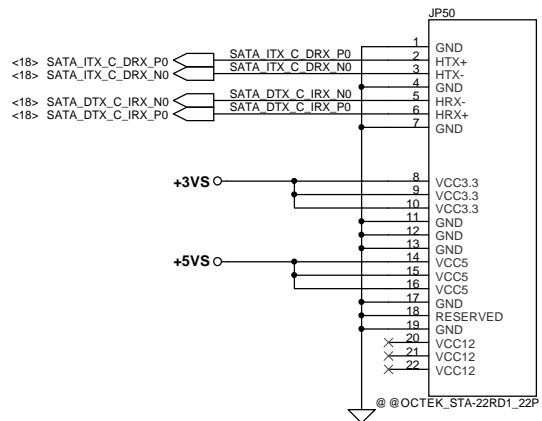 JP50
1 GND
<18> SATA_ITX_C_DRX_P0 SATA_ITX_C_DRX_P0 2 HTX+
<18> SATA_ITX_C_DRX_N0 SATA_ITX_C_DRX_N0 3 HTX-
4 GND
<18> SATA_DTX_C_IRX_N0 SATA_DTX_C_IRX_N0 5 HRX-
<18> SATA_DTX_C_IRX_P0 SATA_DTX_C_IRX_P0 6 HRX+
7 GND
+3VS 8 VCC3.3
9 VCC3.3
10 VCC3.3
11 GND
12 GND
13 GND
+5VS 14 VCC5
15 VCC5
16 VCC5
17 GND
18 RESERVED
19 GND
20 VCC12
21 VCC12
22 VCC12
@ @OCTEK_STA-22RD1_22P